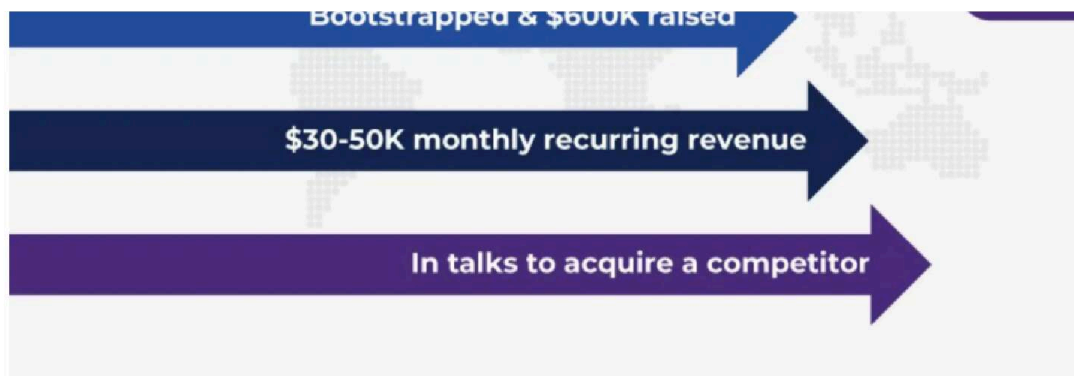 Bootstrapped & $600K raised
$30-50K monthly recurring revenue
In talks to acquire a competitor